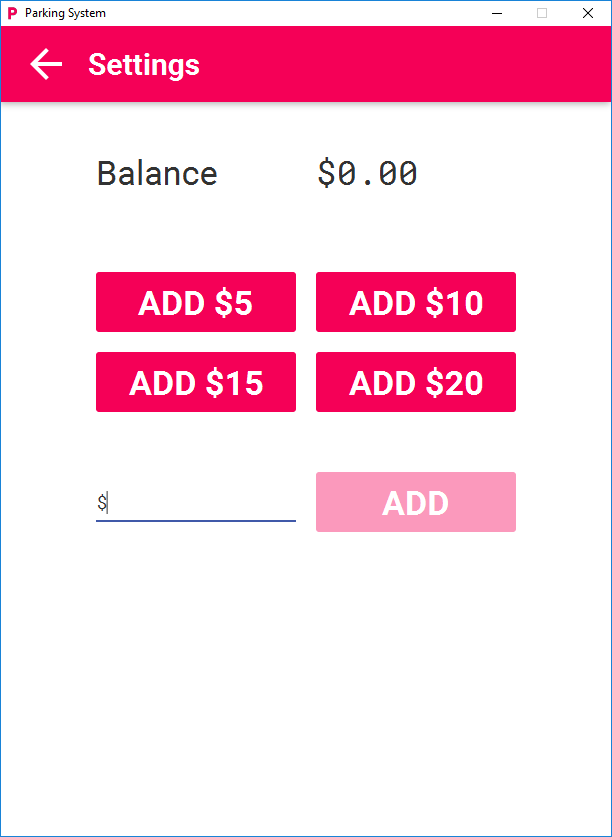 P Parking System
Settings
Balance $0.00
ADD $5 ADD $10
ADD $15 ADD $20
$ ADD